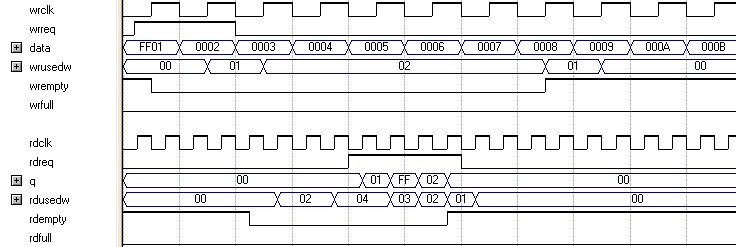 wrclk
wrreq
data FF01 0002 0003 0004 0005 0006 0007 0008 0009 000A 000B
wrusedw 00 01 02 01 00
wrempty
wrfull
rdclk
rdreq
q 00 01 FF 02 00
rdusedw 00 02 04 03 02 01 00
rdempty
rdfull